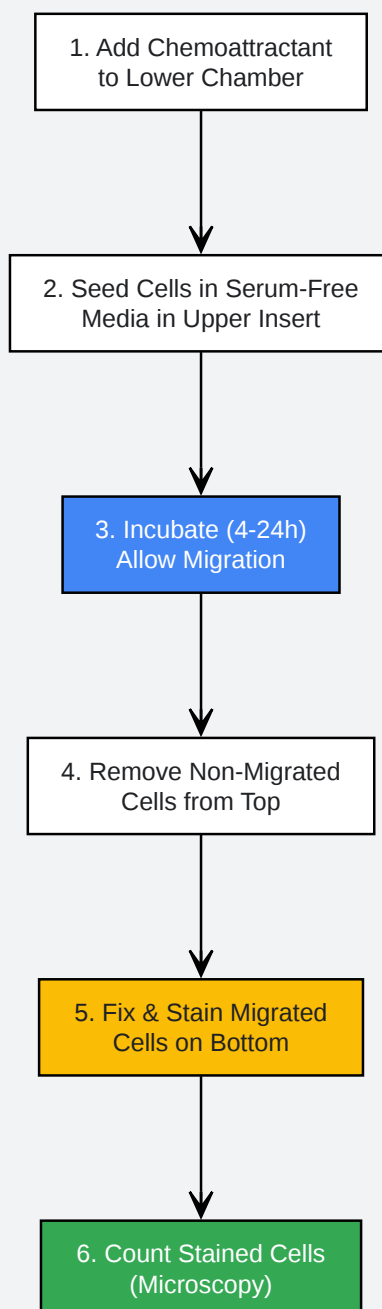 1. Add Chemoattractant
to Lower Chamber
2. Seed Cells in Serum-Free
Media in Upper Insert
3. Incubate (4-24h)
Allow Migration
4. Remove Non-Migrated
Cells from Top
5. Fix & Stain Migrated
Cells on Bottom
6. Count Stained Cells
(Microscopy)